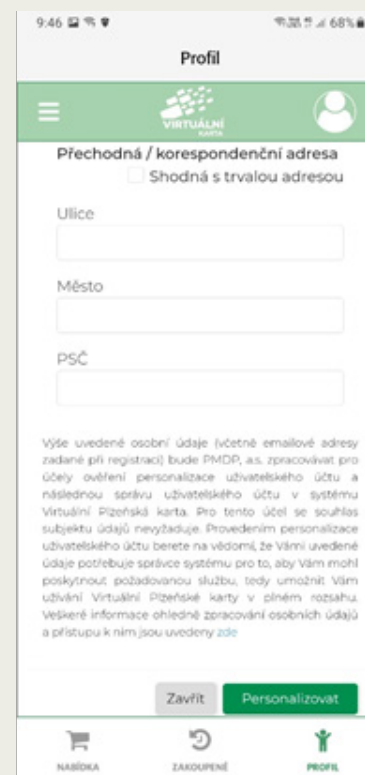 9:46
68%
Profil
VIRTUÁLNÍ
KARTA
Přechodná / korespondenční adresa
Shodná s trvalou adresou
Ulice
Město
PSČ
Výše uvedené osobní údaje (včetně emailové adresy
zadané při registraci) bude PMDP, a.s. zpracovávat pro
účely ověření personalizace uživatelského účtu a
následnou správu uživatelského účtu v systému
Virtuální Plzeňská karta. Pro tento účel se souhlas
subjektu údajů nevyžaduje. Provedením personalizace
uživatelského účtu berete na vědomí, že Vámi uvedené
údaje potřebuje správce systému pro to, aby Vám mohl
poskytnout požadovanou službu, tedy umožnit Vám
užívání Virtuální Plzeňské karty v plném rozsahu.
Veškeré informace ohledně zpracování osobních údajů
a přístupu k nim jsou uvedeny zde
Zavřít
Personalizovat
NABÍDKA
ZAKOUPENÉ
PROFIL